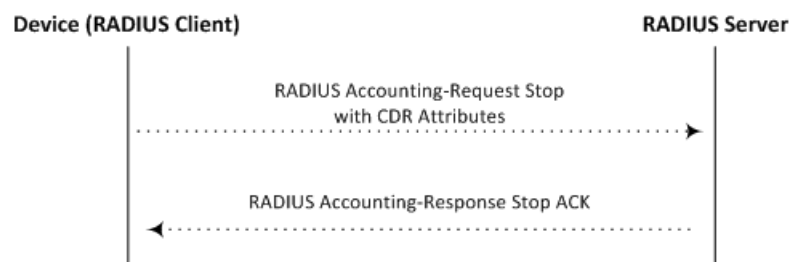 Device (RADIUS Client) RADIUS Server
RADIUS Accounting-Request Stop
with CDR Attributes
RADIUS Accounting-Response Stop ACK